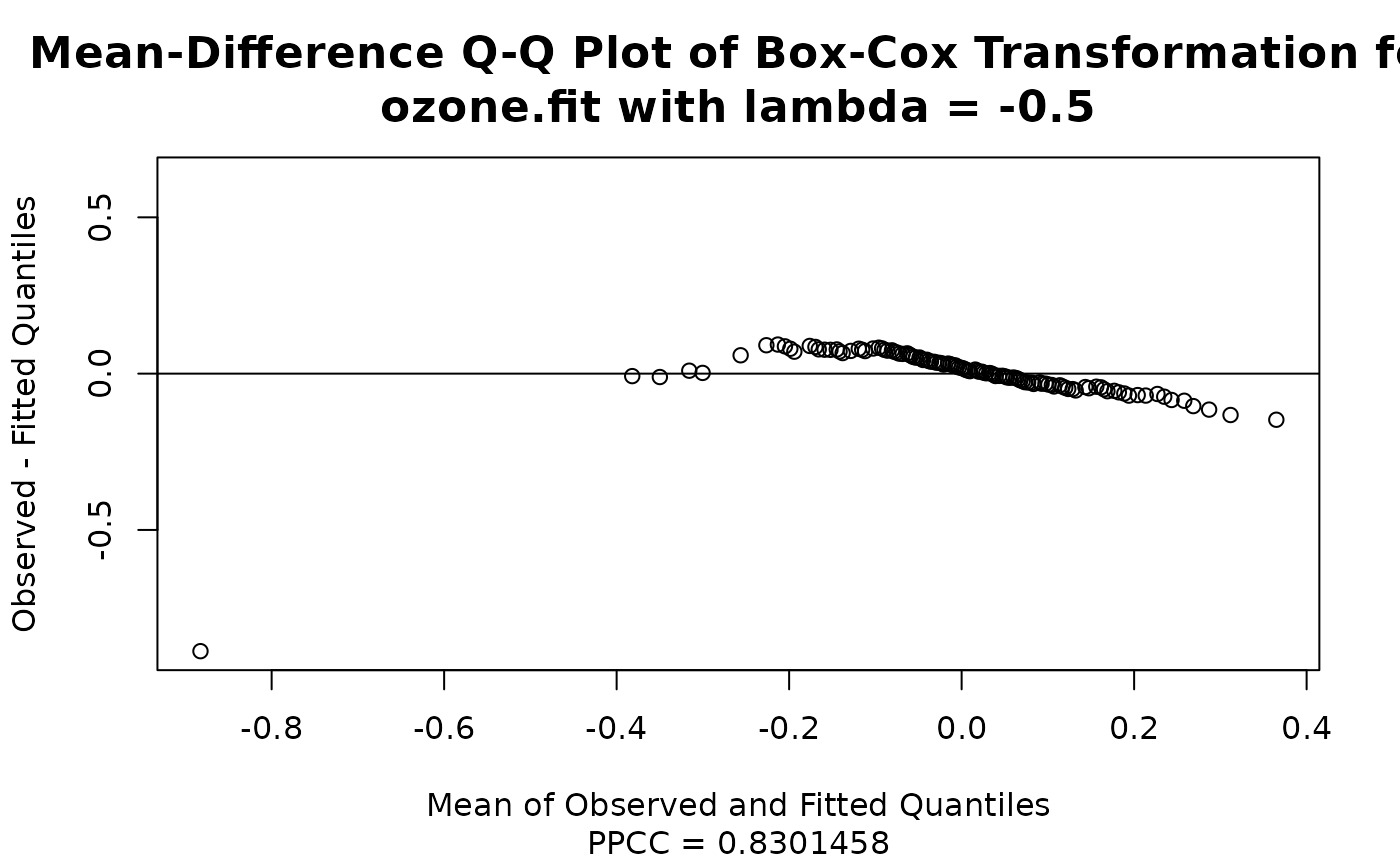 Mean-Difference Q-Q Plot of Box-Cox Transformation
ozone.fit with lambda = -0.5
Observed - Fitted Quantiles
0.5
0.0
-0.5
-0.8 -0.6 -0.4 -0.2 0.0 0.2 0.4
Mean of Observed and Fitted Quantiles
PPCC = 0.8301458